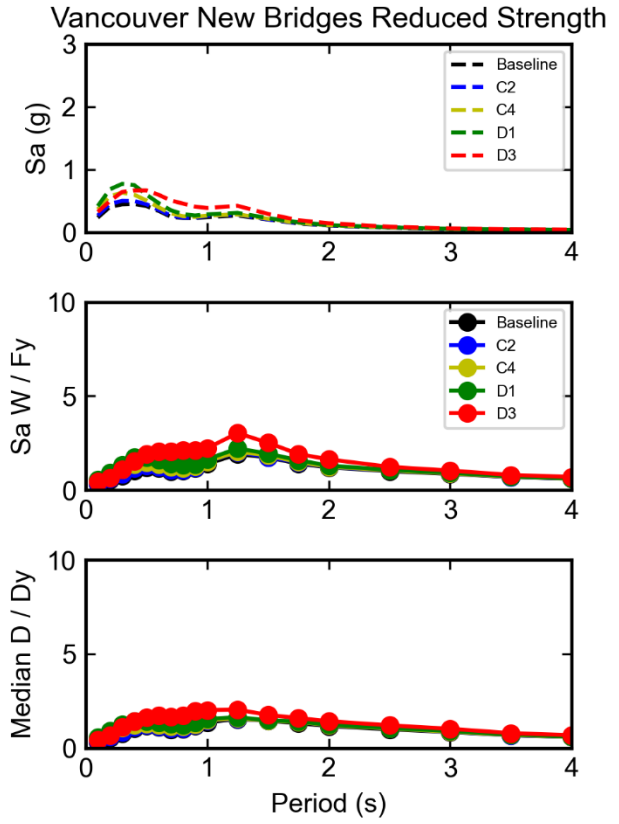 Vancouver New Bridges Reduced Strength
3
2
1
0
Sa (g)
Baseline
C2
C4
D1
D3
0
1
2
3
4
10
5
0
Sa W / Fy
Baseline
C2
C4
D1
D3
0
1
2
3
4
10
5
0
Median D / Dy
0
1
2
3
4
Period (s)